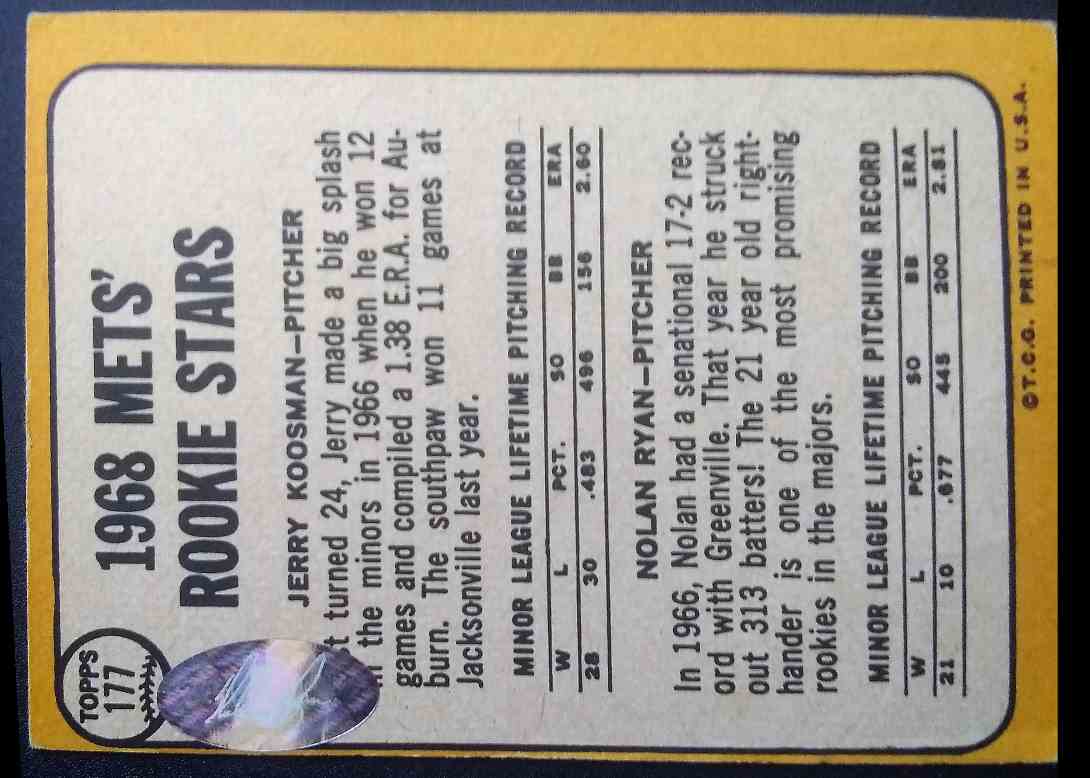 TOPPS
177
1968 METS'
ROOKIE STARS
JERRY KOOSMAN—PITCHER
turned 24, Jerry made a big splash
the minors in 1966 when he won 12
games and compiled a 1.38 E.R.A. for Au-
burn. The southpaw won 11 games at
Jacksonville last year.
MINOR LEAGUE LIFETIME PITCHING RECORD
W L PCT. SO BB ERA
28 30 .483 496 156 2.60
NOLAN RYAN—PITCHER
In 1966, Nolan had a senational 17-2 rec-
ord with Greenville. That year he struck
out 313 batters! The 21 year old right-
hander is one of the most promising
rookies in the majors.
MINOR LEAGUE LIFETIME PITCHING RECORD
W L PCT. SO BB ERA
21 10 .677 445 200 2.81
©T.C.G. PRINTED IN U.S.A.